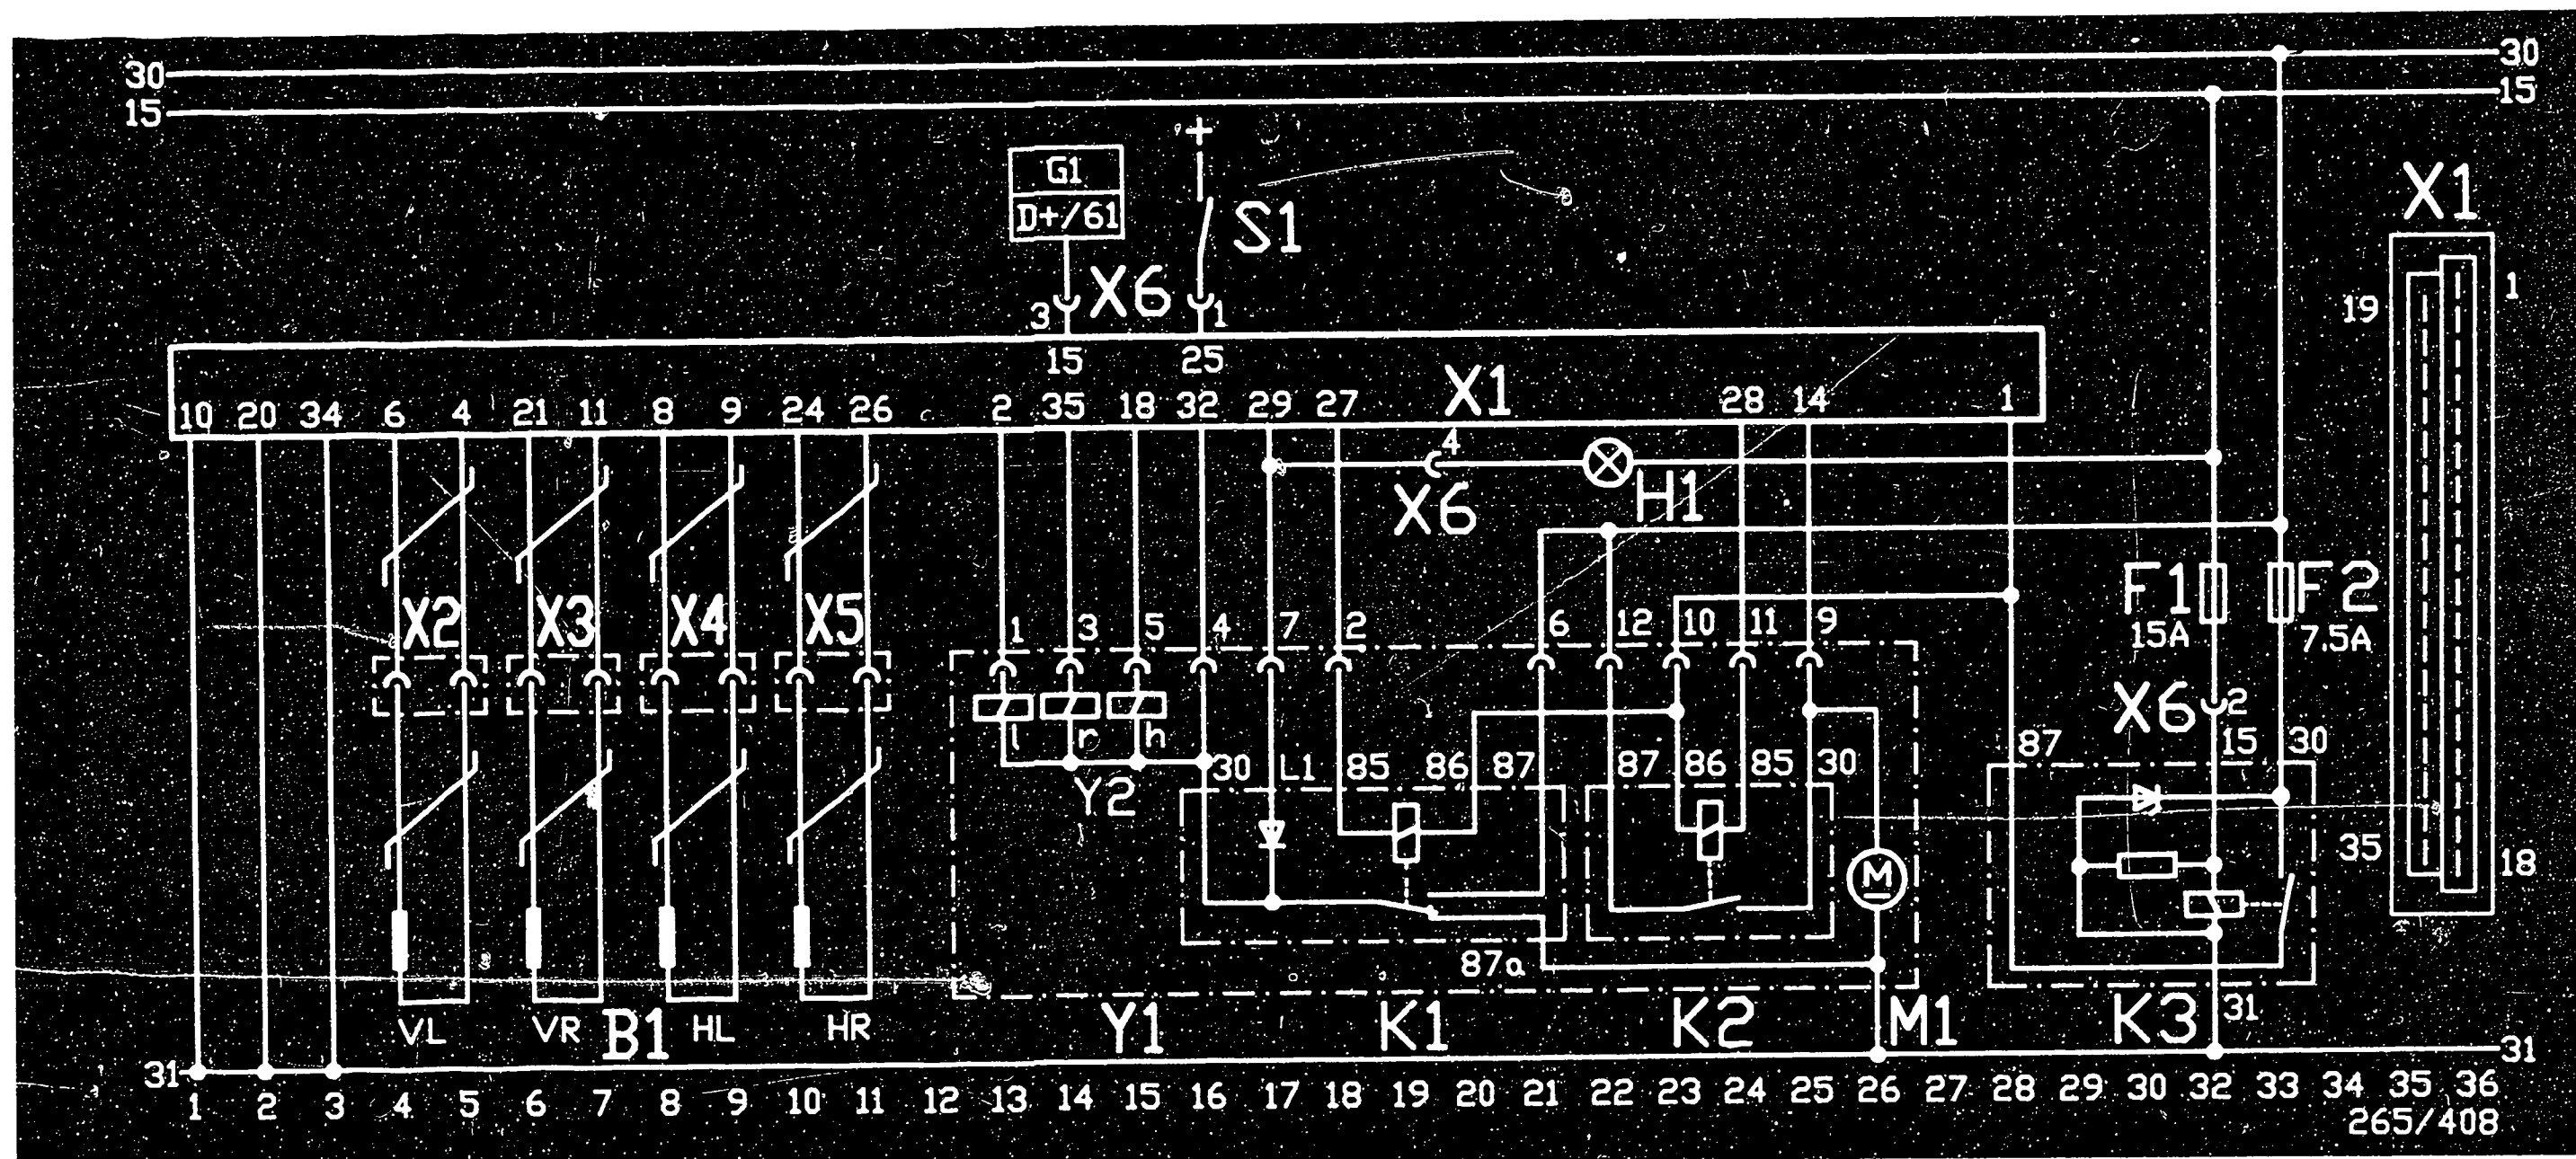 30 30
15 15
G1
D+/61
S1
X1
3 X6 1
19 1
15 25
10 20 34 6 4 21 11 8 9 24 26 2 35 18 32 29 27 X1 28 14 1
4
X6 H1
F1 F2
15A 7.5A
X2 X3 X4 X5 1 3 5 4 7 2 6 12 10 11 9
X6 2
l r h
30 L1 85 86 87 87 86 85 30 87 15 30
Y2
35 18
M
87a
VL VR B1 HL HR Y1 K1 K2 M1 K3 31
31 31
1 2 3 4 5 6 7 8 9 10 11 12 13 14 15 16 17 18 19 20 21 22 23 24 25 26 27 28 29 30 32 33 34 35 36
265/408